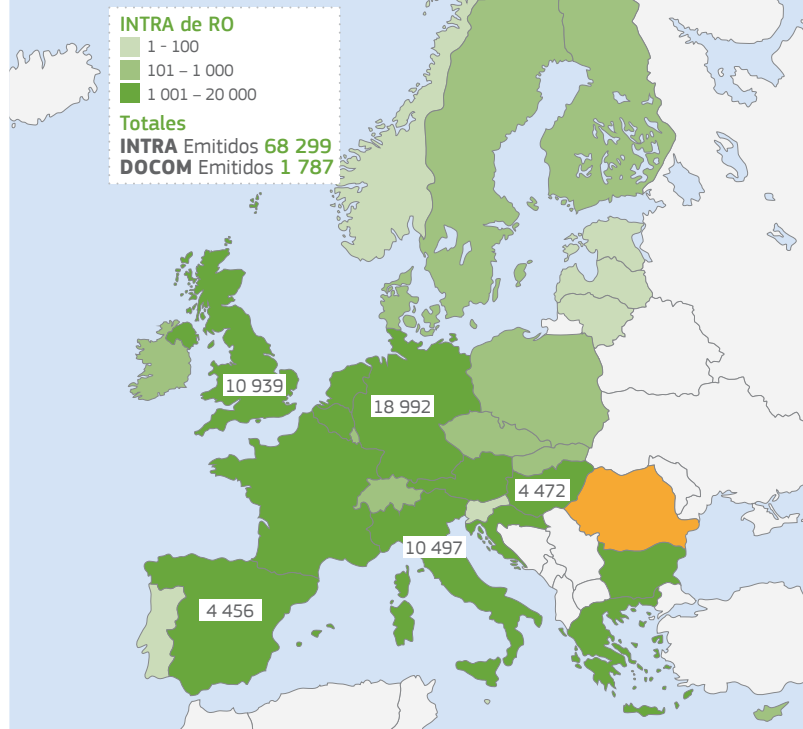 INTRA de RO
1 - 100
101 – 1 000
1 001 – 20 000
Totales
INTRA Emitidos 68 299
DOCOM Emitidos 1 787
10 939
18 992
4 472
10 497
4 456